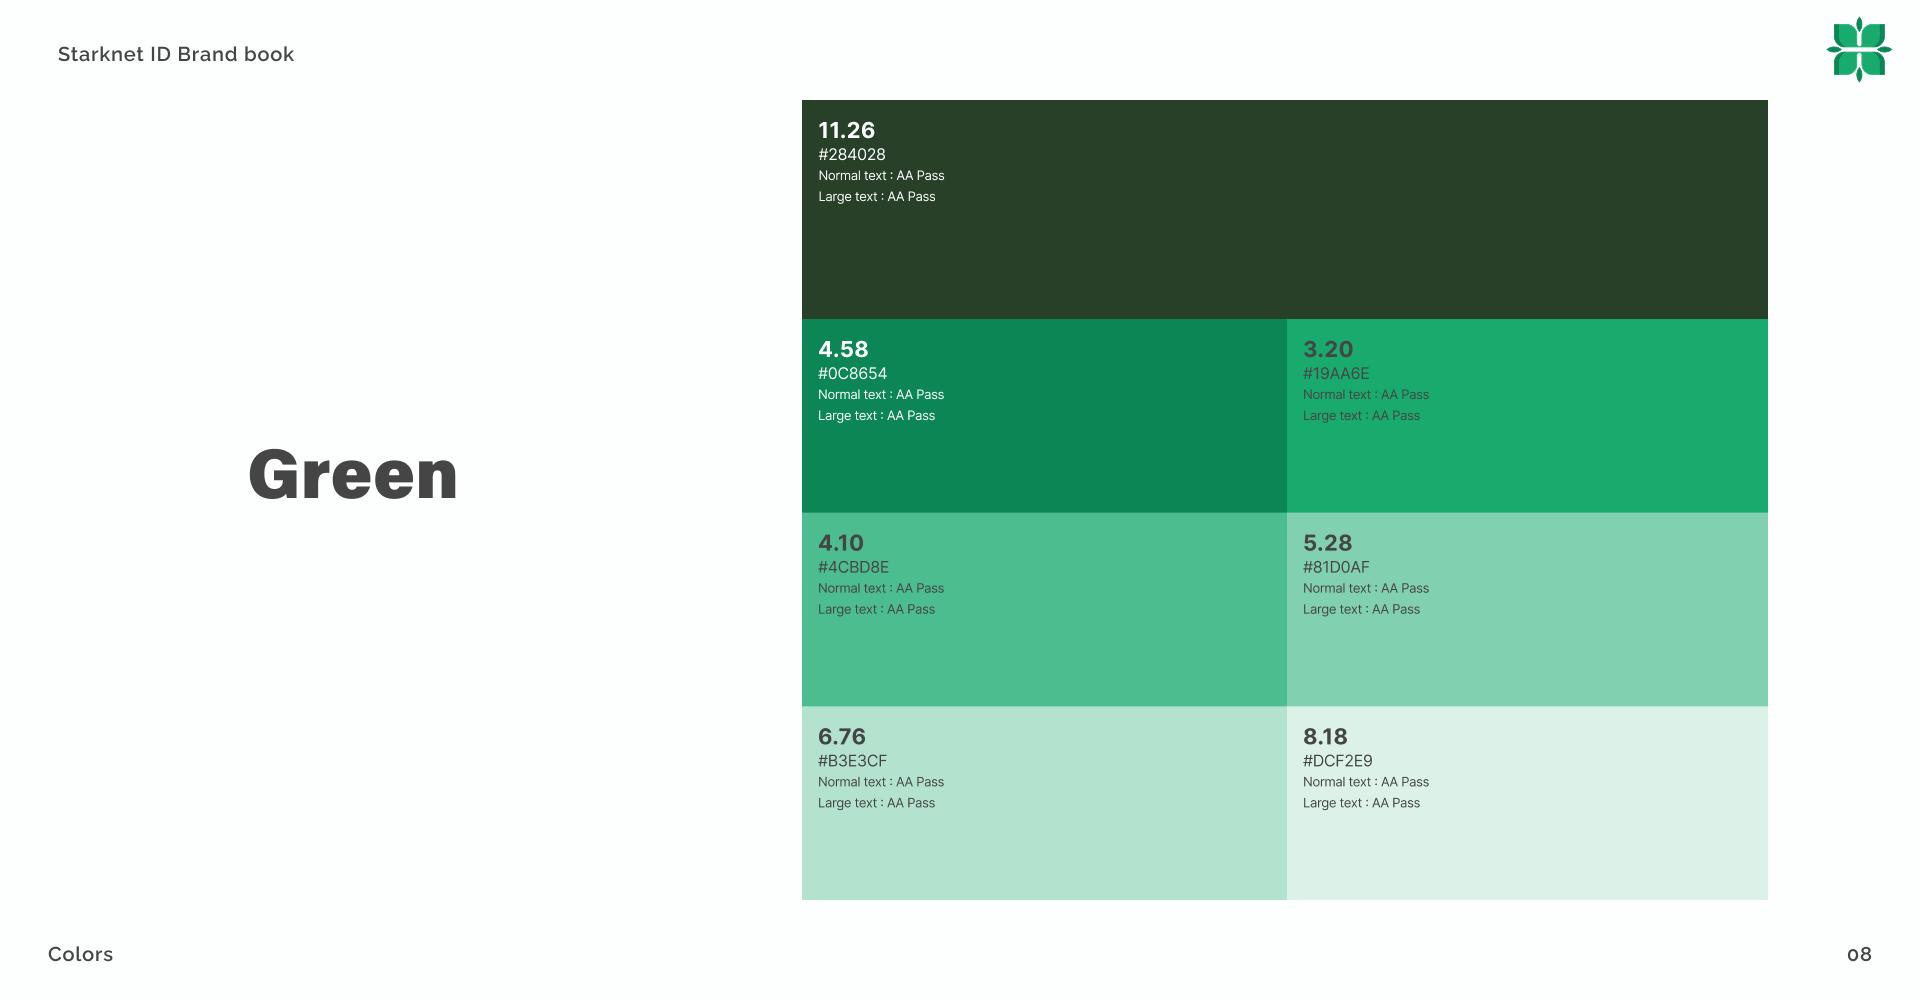 Starknet ID Brand book
11.26
#284028
Normal text : AA Pass
Large text : AA Pass
4.58
#0C8654
Normal text : AA Pass
Large text : AA Pass
3.20
#19AA6E
Normal text : AA Pass
Large text : AA Pass
Green
4.10
#4CBD8E
Normal text : AA Pass
Large text : AA Pass
5.28
#81D0AF
Normal text : AA Pass
Large text : AA Pass
6.76
#B3E3CF
Normal text : AA Pass
Large text : AA Pass
8.18
#DCF2E9
Normal text : AA Pass
Large text : AA Pass
Colors
08